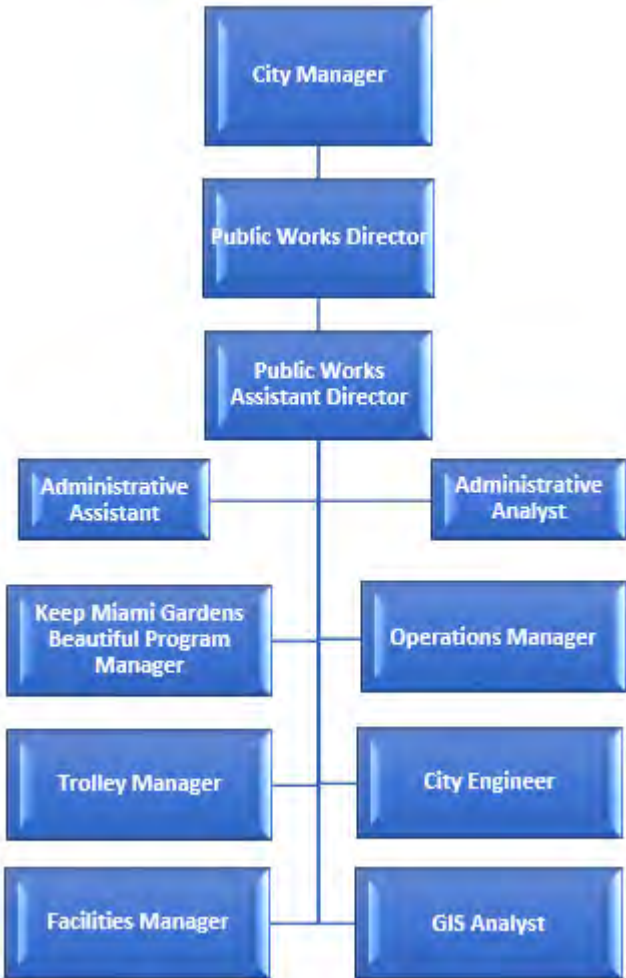 City Manager
Public Works Director
Public Works
Assistant Director
Administrative
Assistant
Administrative
Analyst
Keep Miami Gardens
Beautiful Program
Manager
Operations Manager
Trolley Manager
City Engineer
Facilities Manager
GIS Analyst